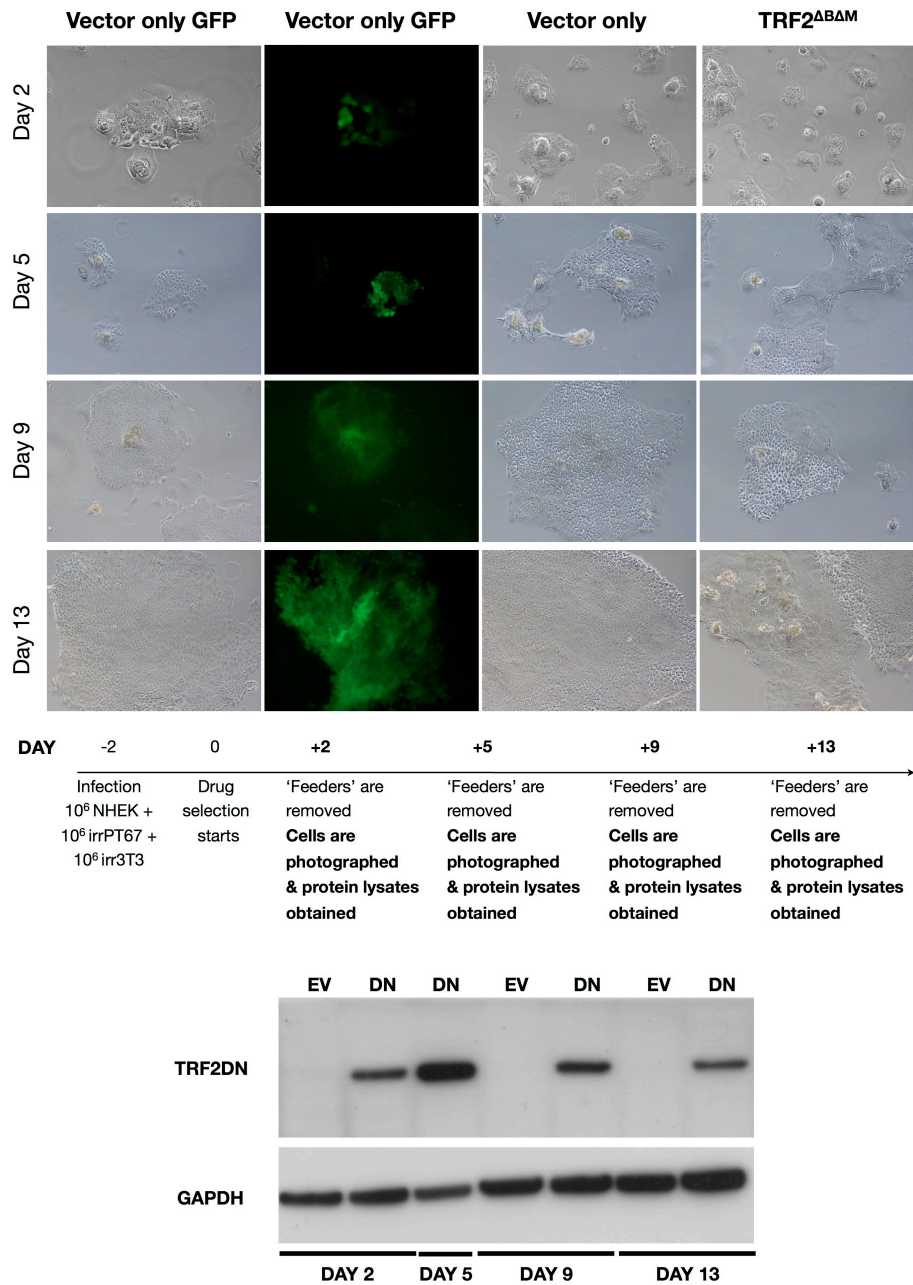 Vector only GFP Vector only TRF2ΔBΔM
Day 2
Day 5
Day 9
Day 13
DAY -2 0 +2 +5 +9 +13
Infection Drug 'Feeders' are 'Feeders' are 'Feeders' are 'Feeders' are
10⁶ NHEK + selection removed removed removed removed
10⁶ irrPT67 + starts Cells are Cells are Cells are Cells are
10⁶ irr3T3 photographed photographed photographed photographed
& protein lysates & protein lysates & protein lysates & protein lysates
obtained obtained obtained obtained
EV DN DN EV DN EV DN
TRF2DN
GAPDH
DAY 2 DAY 5 DAY 9 DAY 13